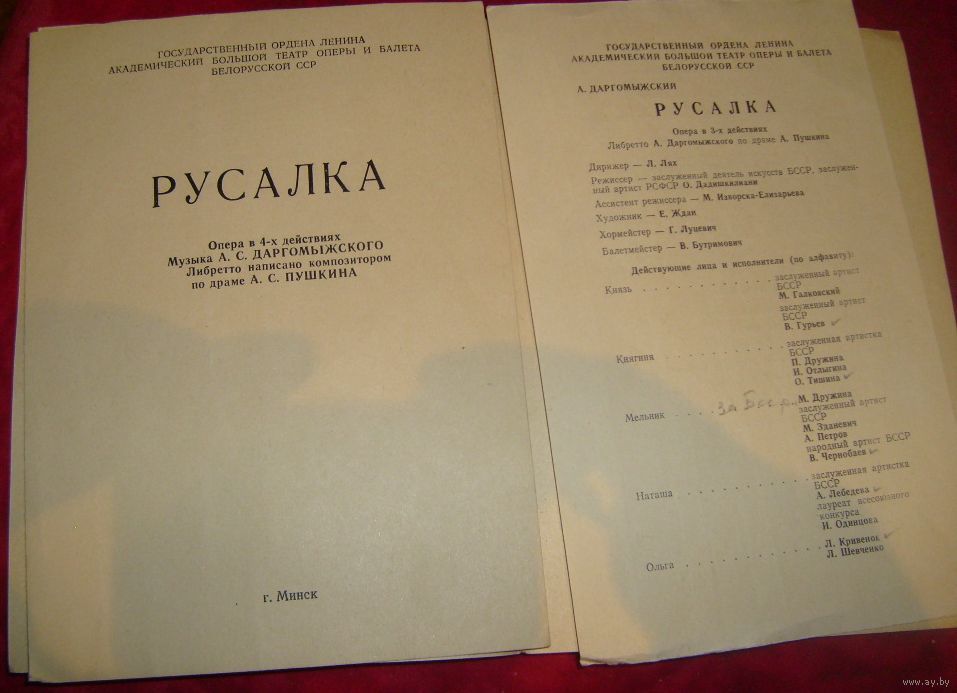 ГОСУДАРСТВЕННЫЙ ОРДЕНА ЛЕНИНА
АКАДЕМИЧЕСКИЙ БОЛЬШОЙ ТЕАТР ОПЕРЫ И БАЛЕТА
БЕЛОРУССКОЙ ССР
РУСАЛКА
Опера в 4-х действиях
Музыка А. С. ДАРГОМЫЖСКОГО
Либретто написано композитором
по драме А. С. ПУШКИНА
г. Минск
ГОСУДАРСТВЕННЫЙ ОРДЕНА ЛЕНИНА
АКАДЕМИЧЕСКИЙ БОЛЬШОЙ ТЕАТР ОПЕРЫ И БАЛЕТА
БЕЛОРУССКОЙ ССР
А. ДАРГОМЫЖСКИЙ
РУСАЛКА
Опера в 3-х действиях
Либретто А. Даргомыжского по драме А. Пушкина
Дирижер — Л. Лях
Режиссер — заслуженный деятель искусств БССР, заслужен-
ный артист РСФСР О. Дадишкилиани
Ассистент режиссера — М. Изворска-Елизарьева
Художник — Е. Ждан
Хормейстер — Г. Луцевич
Балетмейстер — В. Бутримович
Действующие лица и исполнители (по алфавиту):
Князь . . . . . . . . . . . . заслуженный артист
БССР
М. Галковский
заслуженный артист
БССР
В. Гурьев
Княгиня . . . . . . . . . . . заслуженная артистка
БССР
П. Дружина
И. Отлыгина
О. Тишина
Мельник . . . . за Бсср М. Дружина
заслуженный артист
БССР
М. Зданевич
А. Петров
народный артист БССР
В. Чернобаев
Наташа . . . . . . . . . . . заслуженная артистка
БССР
А. Лебедева
лауреат всесоюзного
конкурса
И. Одинцова
Ольга . . . . . . . . . . . . Л. Кривенок
Л. Шевченко
www.ay.by